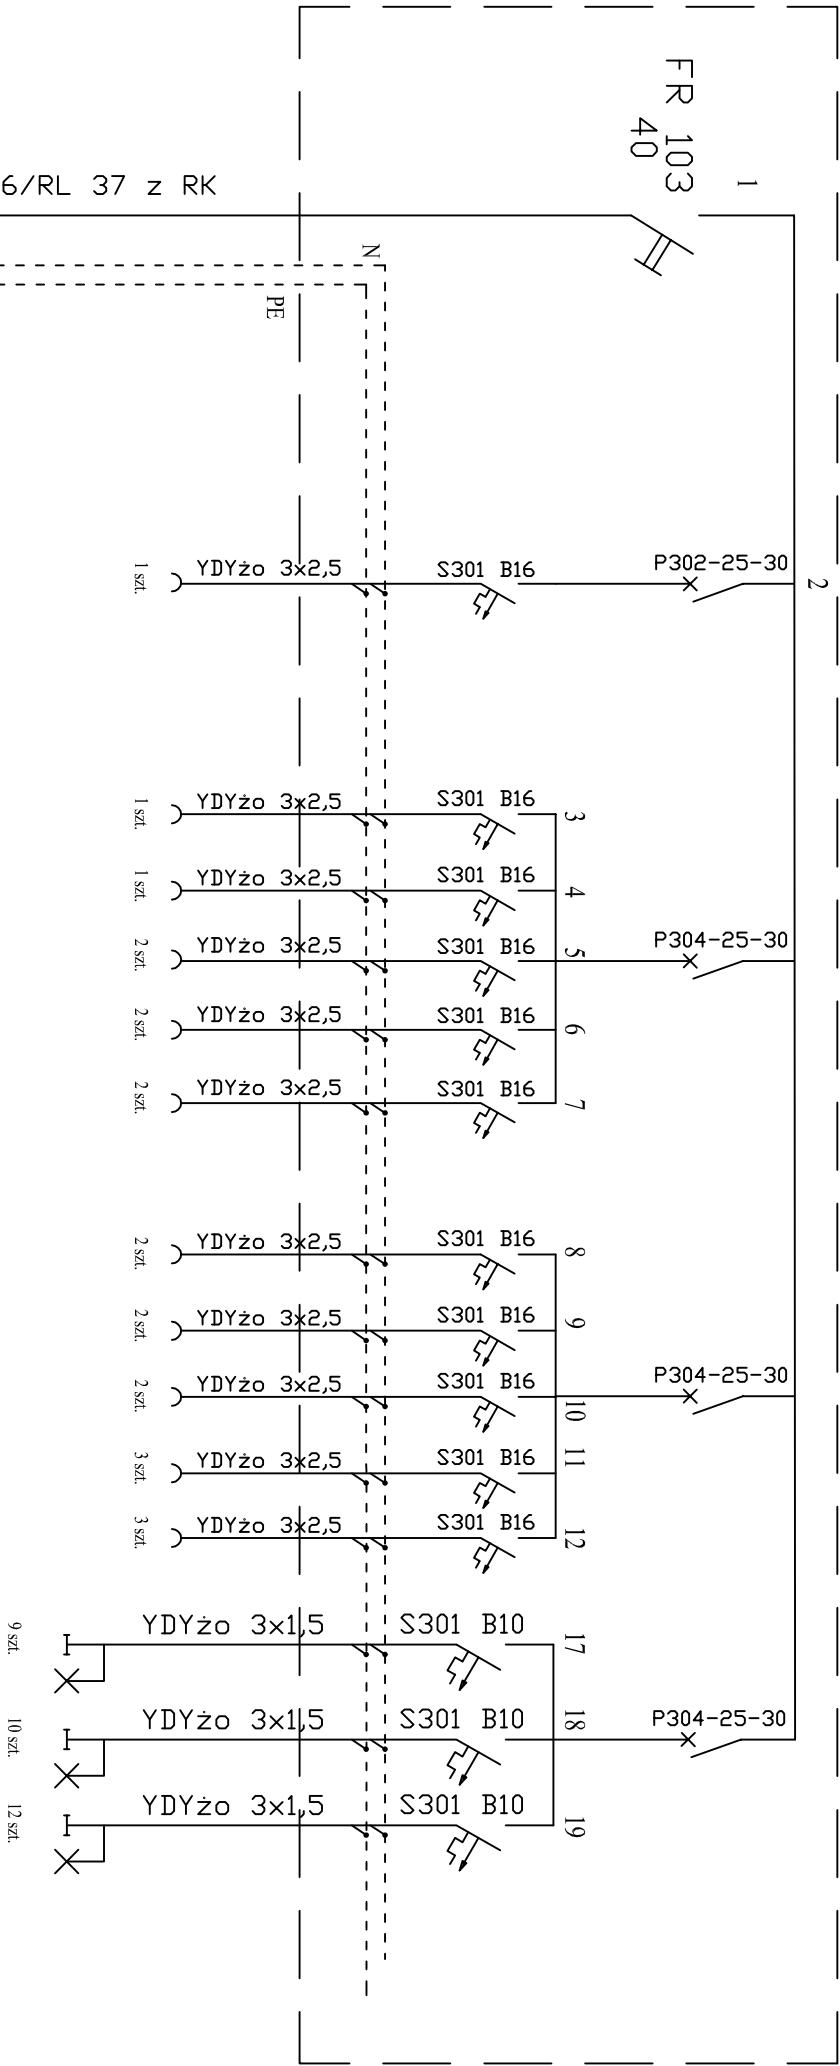 FR 103
40
1
6/RL 37 z RK
N
PE
1 szt.
YDYżo 3x2,5
S301 B16
P302-25-30
2
1 szt.
YDYżo 3x2,5
S301 B16
3
1 szt.
YDYżo 3x2,5
S301 B16
4
2 szt.
YDYżo 3x2,5
S301 B16
5
P304-25-30
2 szt.
YDYżo 3x2,5
S301 B16
6
2 szt.
YDYżo 3x2,5
S301 B16
7
2 szt.
YDYżo 3x2,5
S301 B16
8
2 szt.
YDYżo 3x2,5
S301 B16
9
2 szt.
YDYżo 3x2,5
S301 B16
10
P304-25-30
3 szt.
YDYżo 3x2,5
S301 B16
11
3 szt.
YDYżo 3x2,5
S301 B16
12
9 szt.
YDYżo 3x1,5
S301 B10
17
10 szt.
YDYżo 3x1,5
S301 B10
18
P304-25-30
12 szt.
YDYżo 3x1,5
S301 B10
19